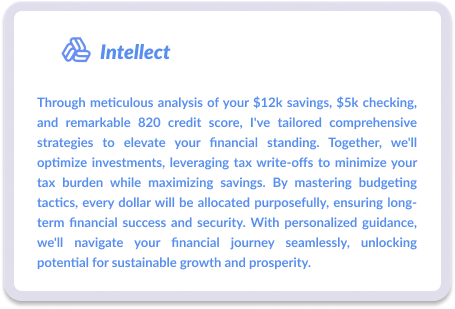 Intellect
Through meticulous analysis of your $12k savings, $5k checking,
and remarkable 820 credit score, I've tailored comprehensive
strategies to elevate your financial standing. Together, we'll
optimize investments, leveraging tax write-offs to minimize your
tax burden while maximizing savings. By mastering budgeting
tactics, every dollar will be allocated purposefully, ensuring long-
term financial success and security. With personalized guidance,
we'll navigate your financial journey seamlessly, unlocking
potential for sustainable growth and prosperity.